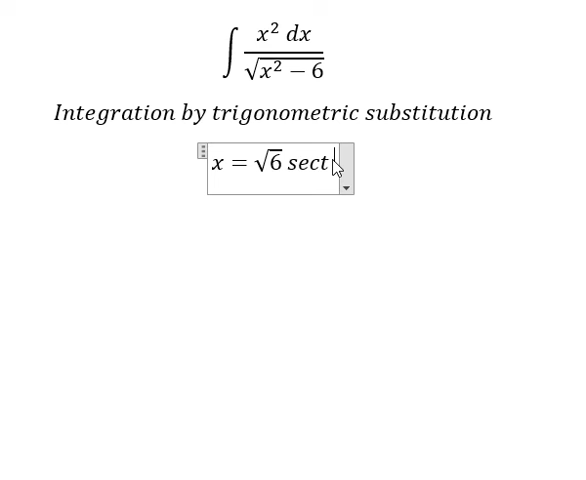 ∫ x² dx / √(x² − 6)
Integration by trigonometric substitution
x = √6 sect